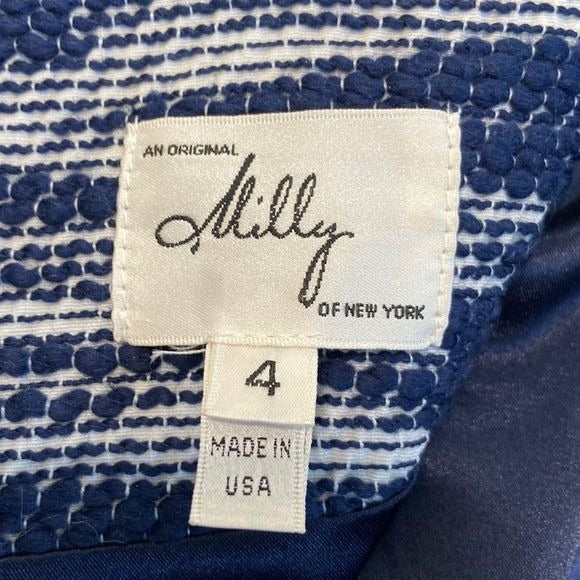 AN ORIGINAL
Milly
OF NEW YORK
4
MADE IN
USA